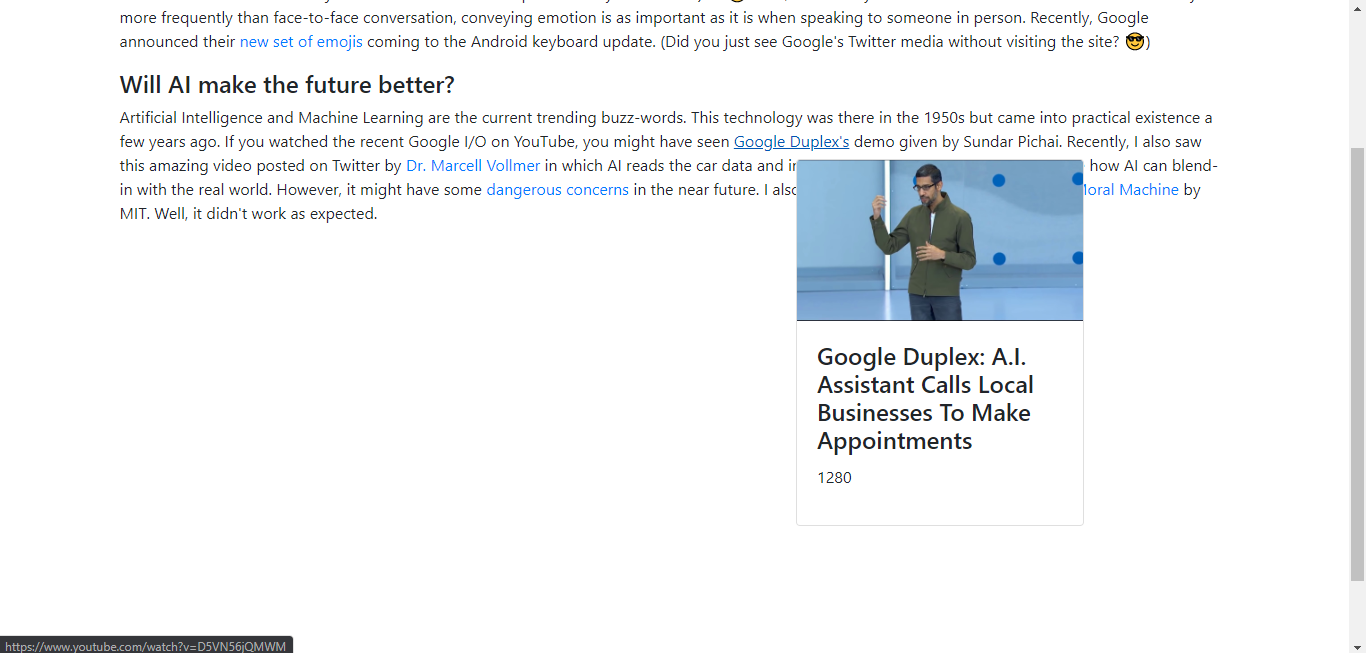 more frequently than face-to-face conversation, conveying emotion is as important as it is when speaking to someone in person. Recently, Google
announced their new set of emojis coming to the Android keyboard update. (Did you just see Google's Twitter media without visiting the site? 😎)
Will AI make the future better?
Artificial Intelligence and Machine Learning are the current trending buzz-words. This technology was there in the 1950s but came into practical existence a
few years ago. If you watched the recent Google I/O on YouTube, you might have seen Google Duplex's demo given by Sundar Pichai. Recently, I also saw
this amazing video posted on Twitter by Dr. Marcell Vollmer in which AI reads the car data and how AI can blend-
in with the real world. However, it might have some dangerous concerns in the near future. I also Moral Machine by
MIT. Well, it didn't work as expected.
Google Duplex: A.I.
Assistant Calls Local
Businesses To Make
Appointments
1280
https://www.youtube.com/watch?v=D5VN56jQMWM